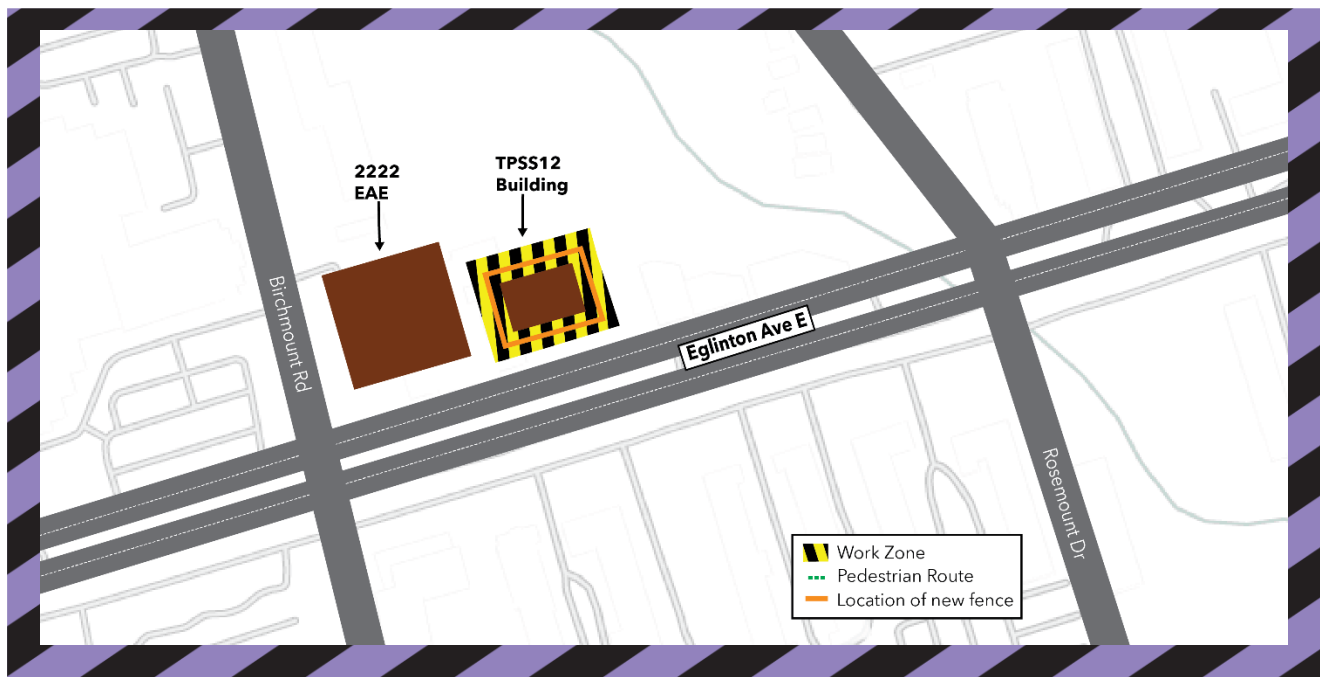 2222
EAE
TPSS12
Building
Birchmount Rd
Eglinton Ave E
Rosemount Dr
Work Zone
Pedestrian Route
Location of new fence